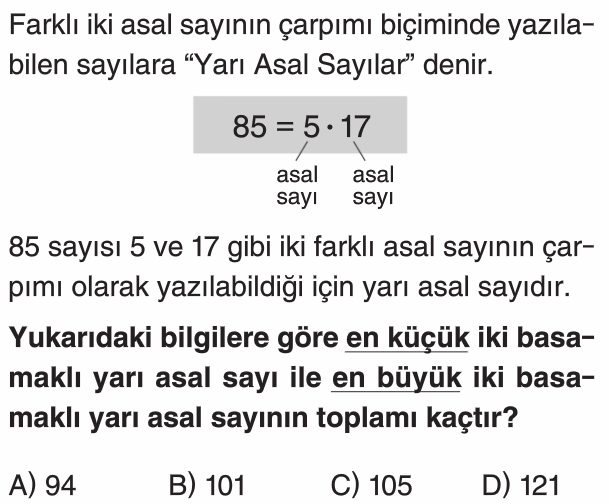 Farklı iki asal sayının çarpımı biçiminde yazıla-
bilen sayılara “Yarı Asal Sayılar” denir.
85 = 5 · 17
asal asal
sayı sayı
85 sayısı 5 ve 17 gibi iki farklı asal sayının çar-
pımı olarak yazılabildiği için yarı asal sayıdır.
Yukarıdaki bilgilere göre en küçük iki basa-
maklı yarı asal sayı ile en büyük iki basa-
maklı yarı asal sayının toplamı kaçtır?
A) 94 B) 101 C) 105 D) 121